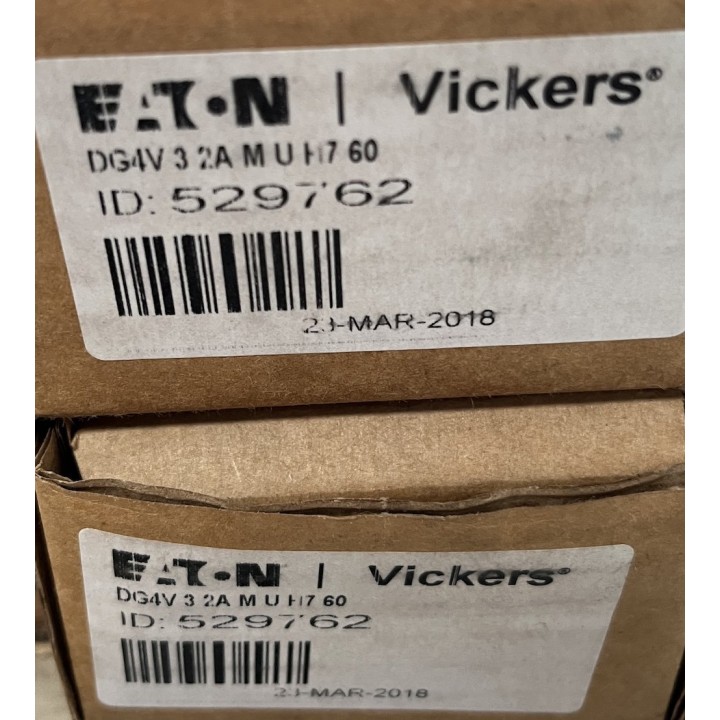 EATON | Vickers®
DG4V 3 2A M U H7 60
ID: 529762
23-MAR-2018
EATON | Vickers®
DG4V 3 2A M U H7 60
ID: 529762
23-MAR-2018